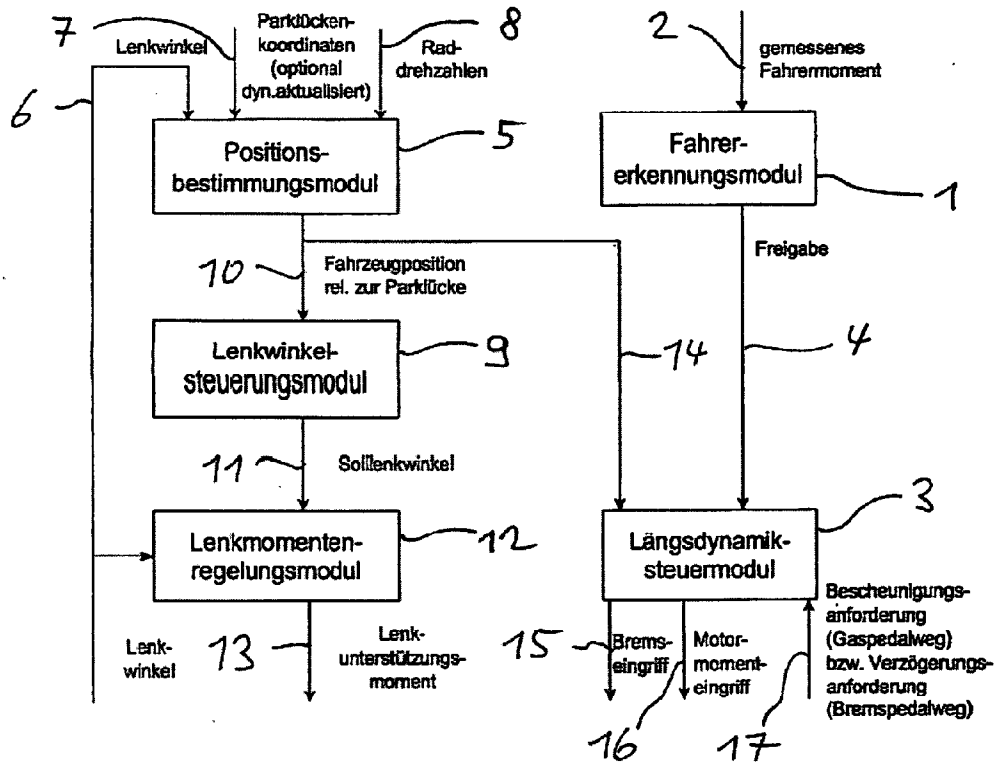 7
Lenkwinkel
Parklücken-
koordinaten
(optional
dyn.aktualisiert)
8
Rad-
drehzahlen
2
gemessenes
Fahrermoment
6
Positions-
bestimmungsmodul
5
Fahrer-
erkennungsmodul
1
10
Fahrzeugposition
rel. zur Parklücke
Freigabe
Lenkwinkel-
steuerungsmodul
9
14
4
11
Solllenkwinkel
Lenkmomenten-
regelungsmodul
12
Längsdynamik-
steuermodul
3
Lenk-
winkel
13
Lenk-
unterstützungs-
moment
15
Brems-
eingriff
Motor-
moment-
eingriff
16
17
Bescheunigungs-
anforderung
(Gaspedalweg)
bzw. Verzögerungs-
anforderung
(Bremspedalweg)